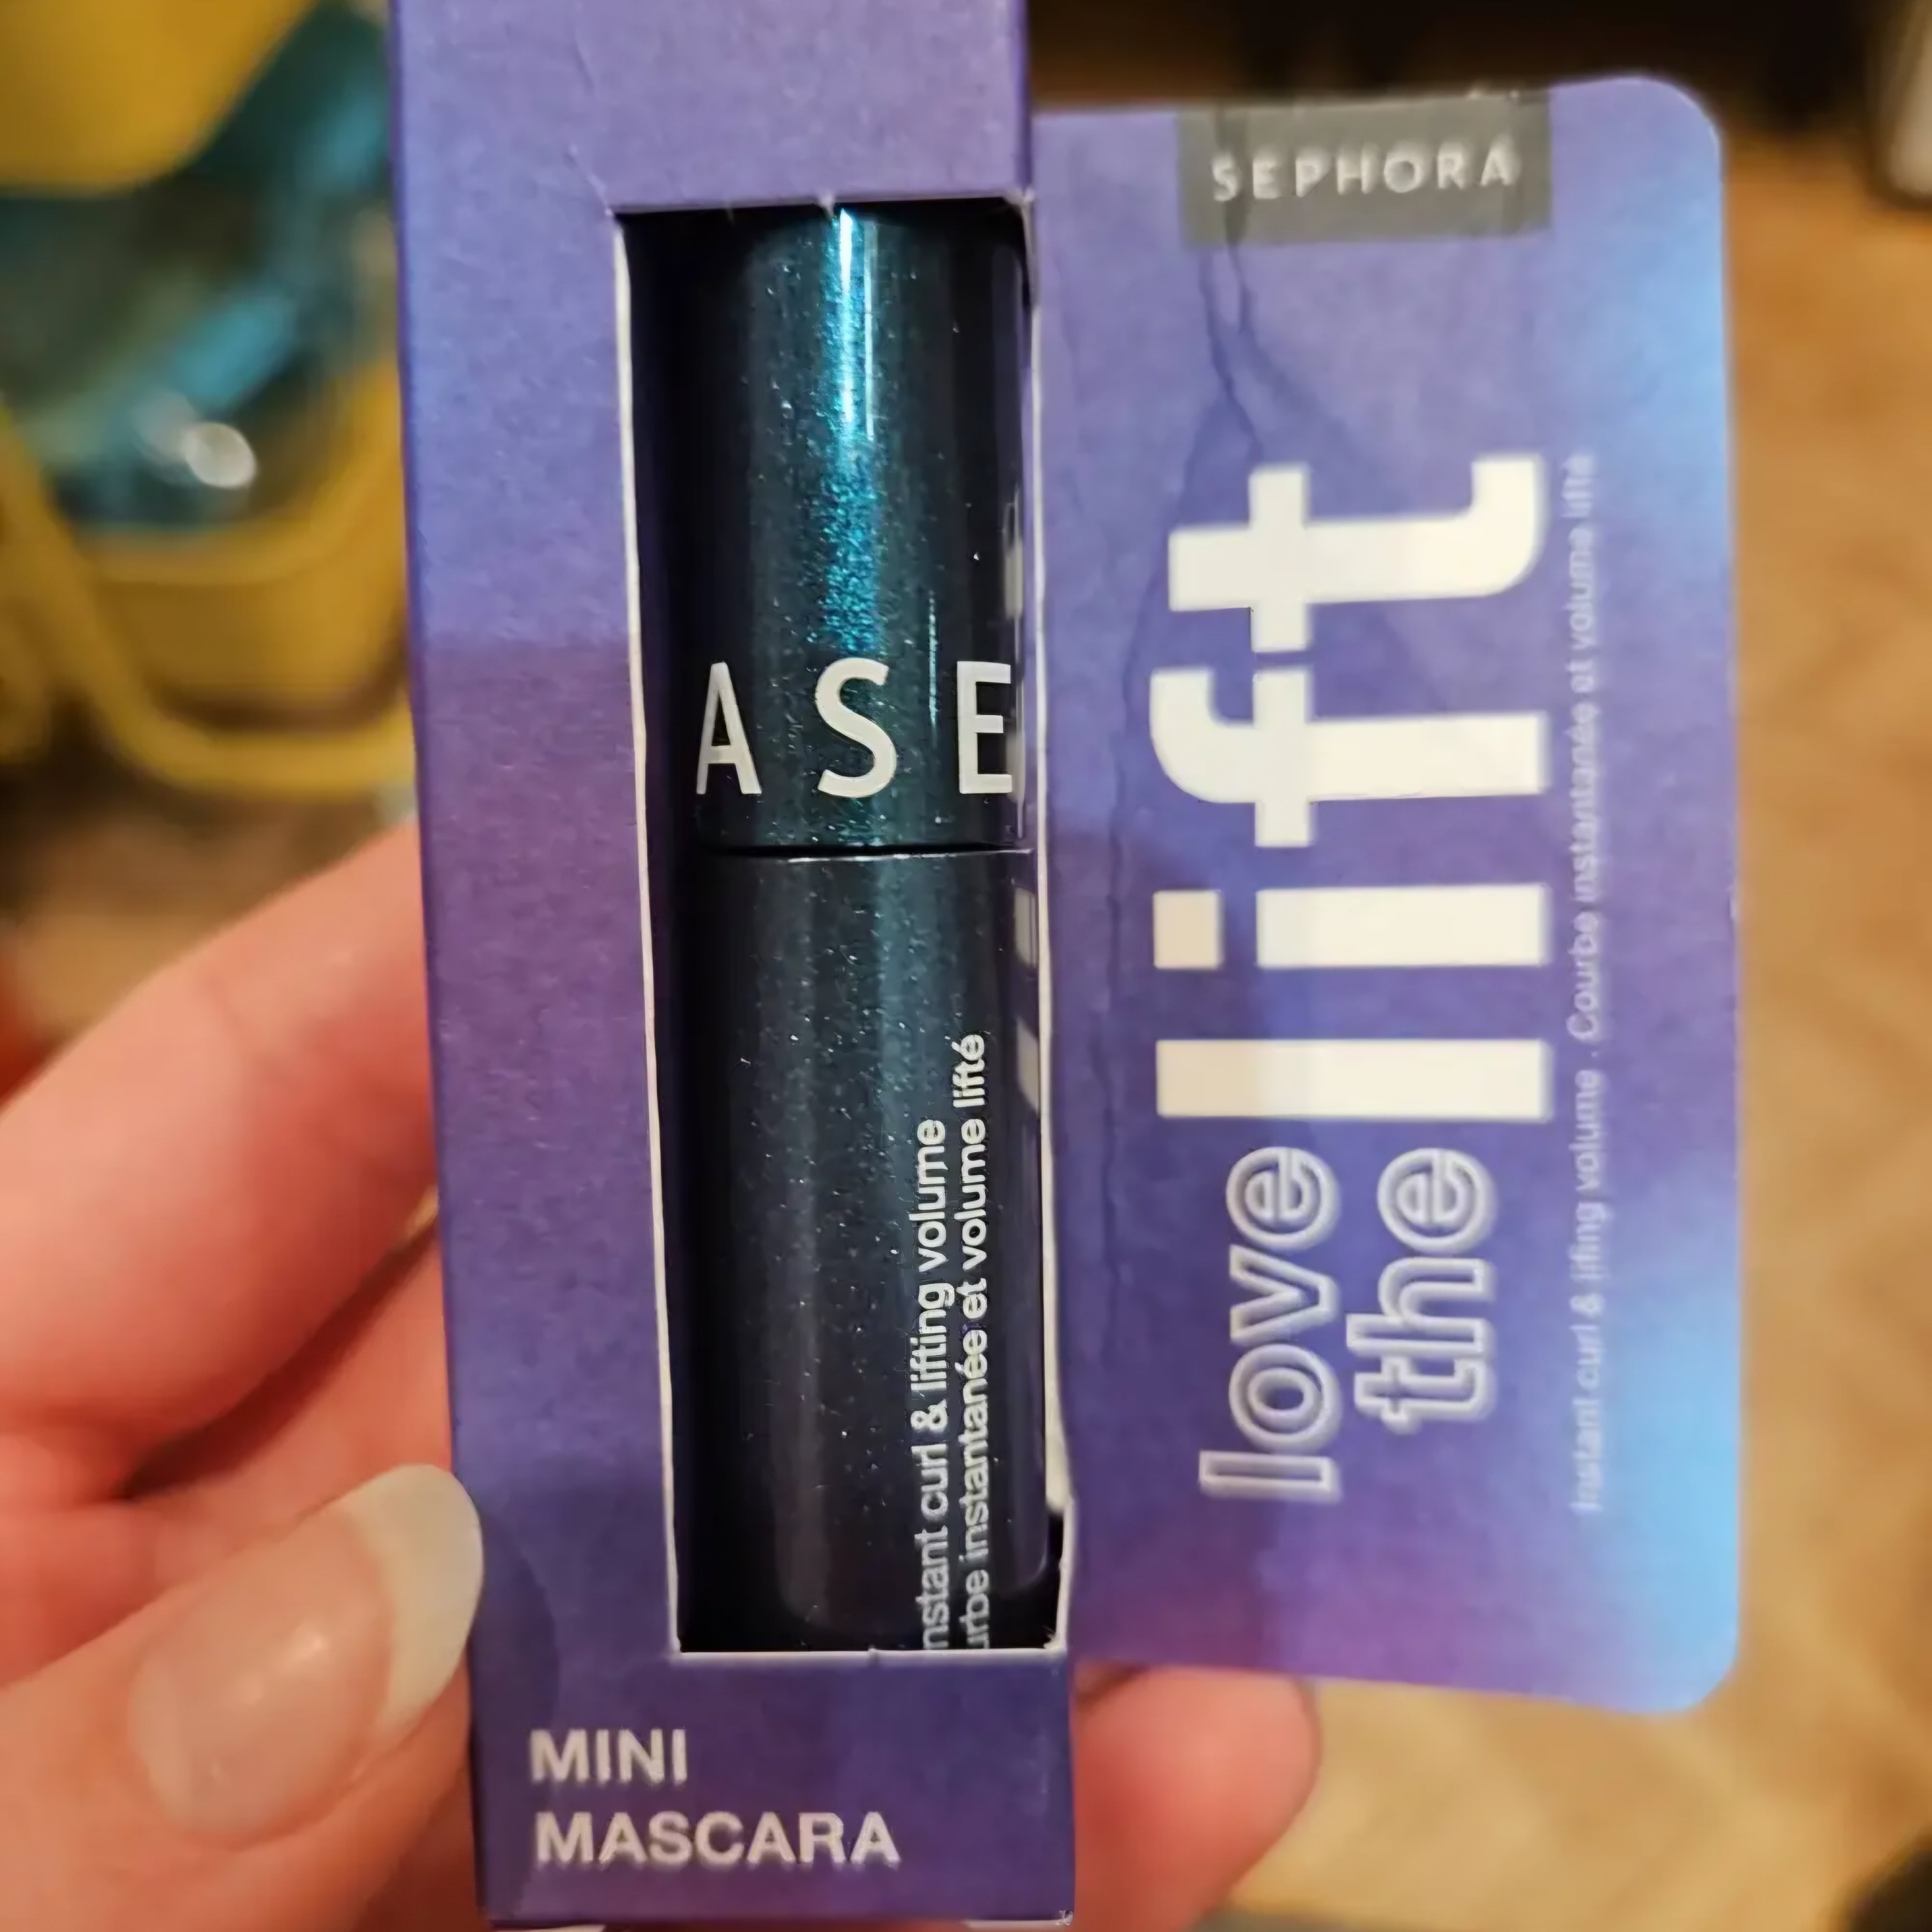 SEPHORA
love
the
lift
Instant curl & lifting volume . Courbe instantanée et volume lifté
ASE
nstant curl & lifting volume
urbe instantanée et volume lifté
MINI
MASCARA